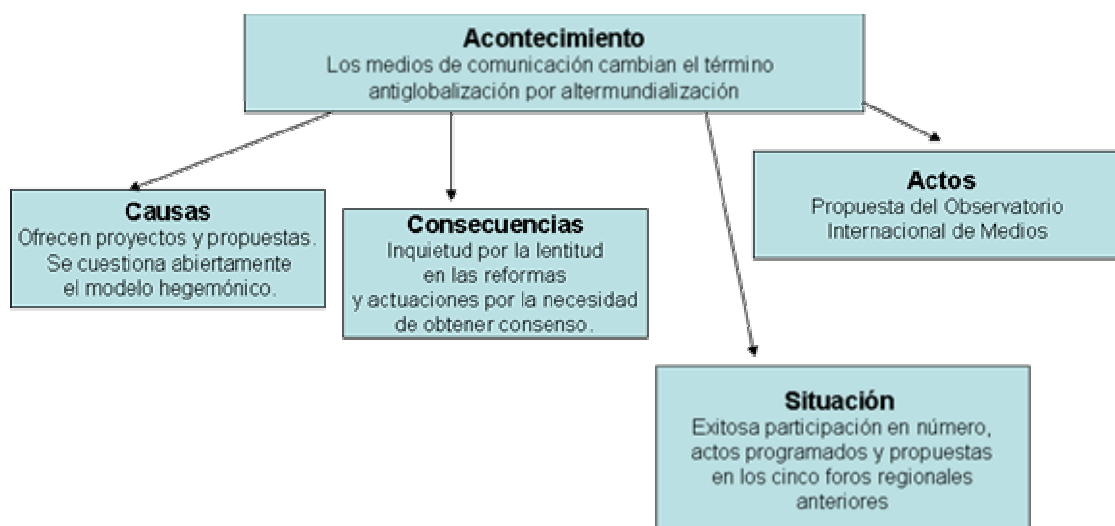 Acontecimiento
Los medios de comunicación cambian el término
antiglobalización por altermundialización
Causas
Ofrecen proyectos y propuestas.
Se cuestiona abiertamente
el modelo hegemónico.
Consecuencias
Inquietud por la lentitud
en las reformas
y actuaciones por la necesidad
de obtener consenso.
Actos
Propuesta del Observatorio
Internacional de Medios
Situación
Exitosa participación en número,
actos programados y propuestas
en los cinco foros regionales
anteriores